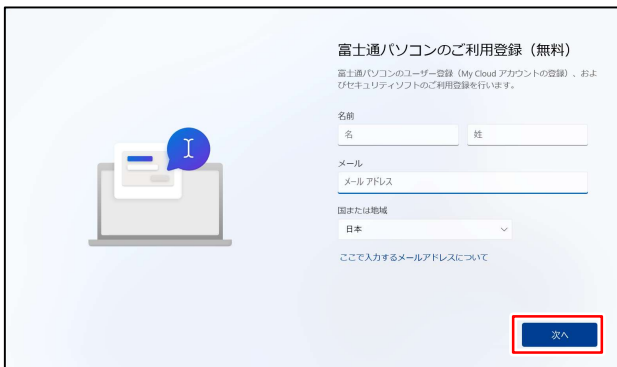 富士通パソコンのご利用登録（無料）
富士通パソコンのユーザー登録（My Cloud アカウントの登録）、およ
びセキュリティソフトのご利用登録を行います。
名前
名 姓
メール
メール アドレス
国または地域
日本
ここで入力するメールアドレスについて
次へ